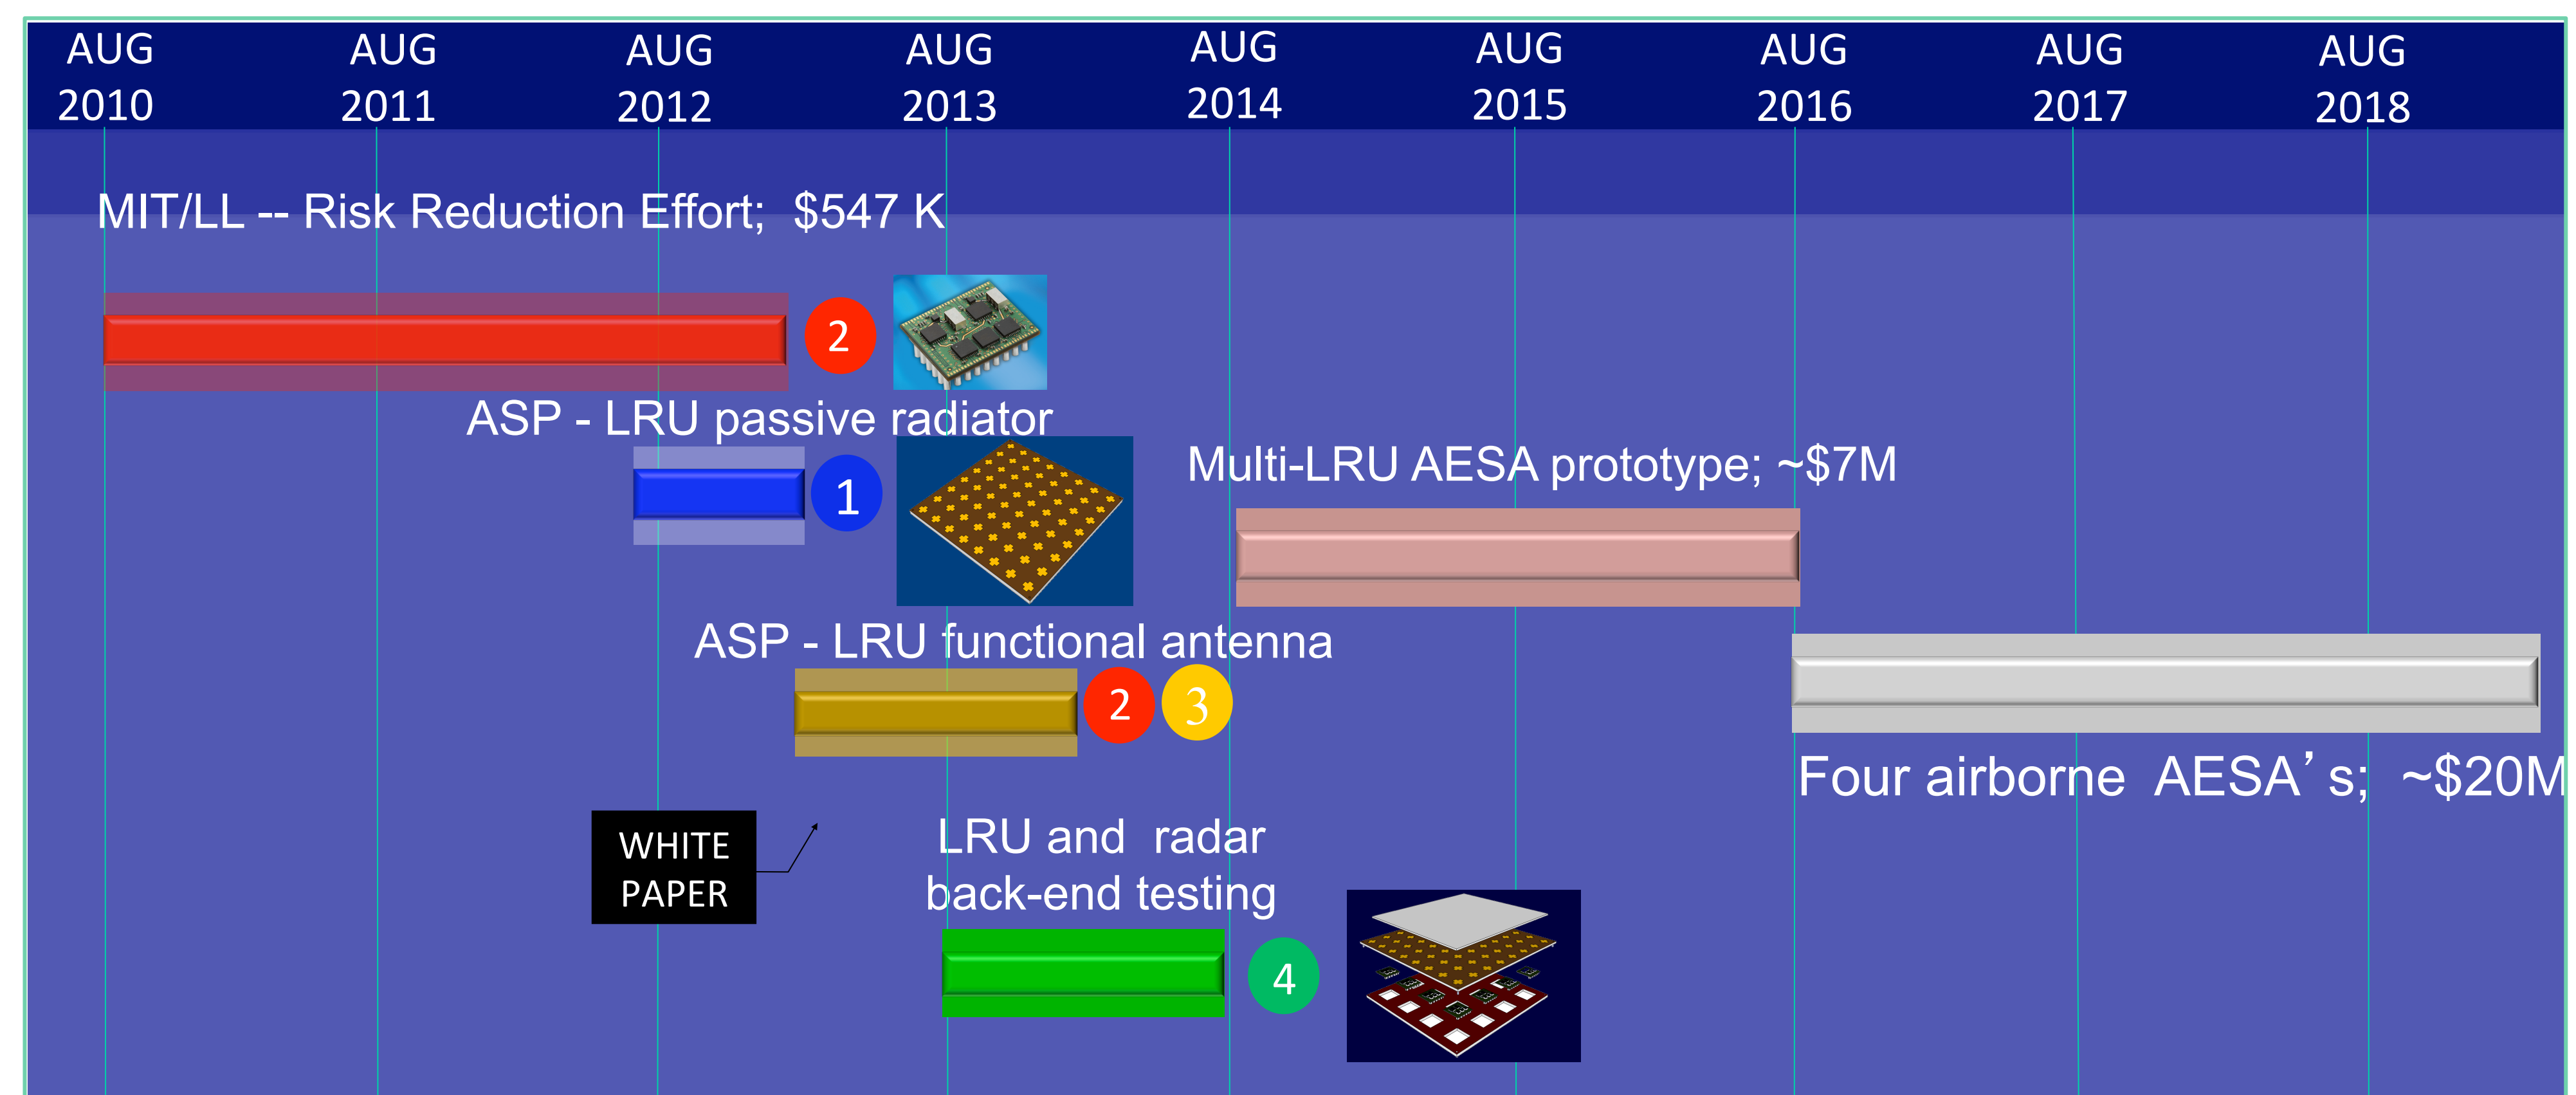 AUG AUG AUG AUG AUG AUG AUG AUG AUG
2010 2011 2012 2013 2014 2015 2016 2017 2018
MIT/LL -- Risk Reduction Effort; $547 K
2
ASP - LRU passive radiator
1
Multi-LRU AESA prototype; ~$7M
ASP - LRU functional antenna
2 3
Four airborne AESA’s; ~$20M
WHITE
PAPER
LRU and radar
back-end testing
4